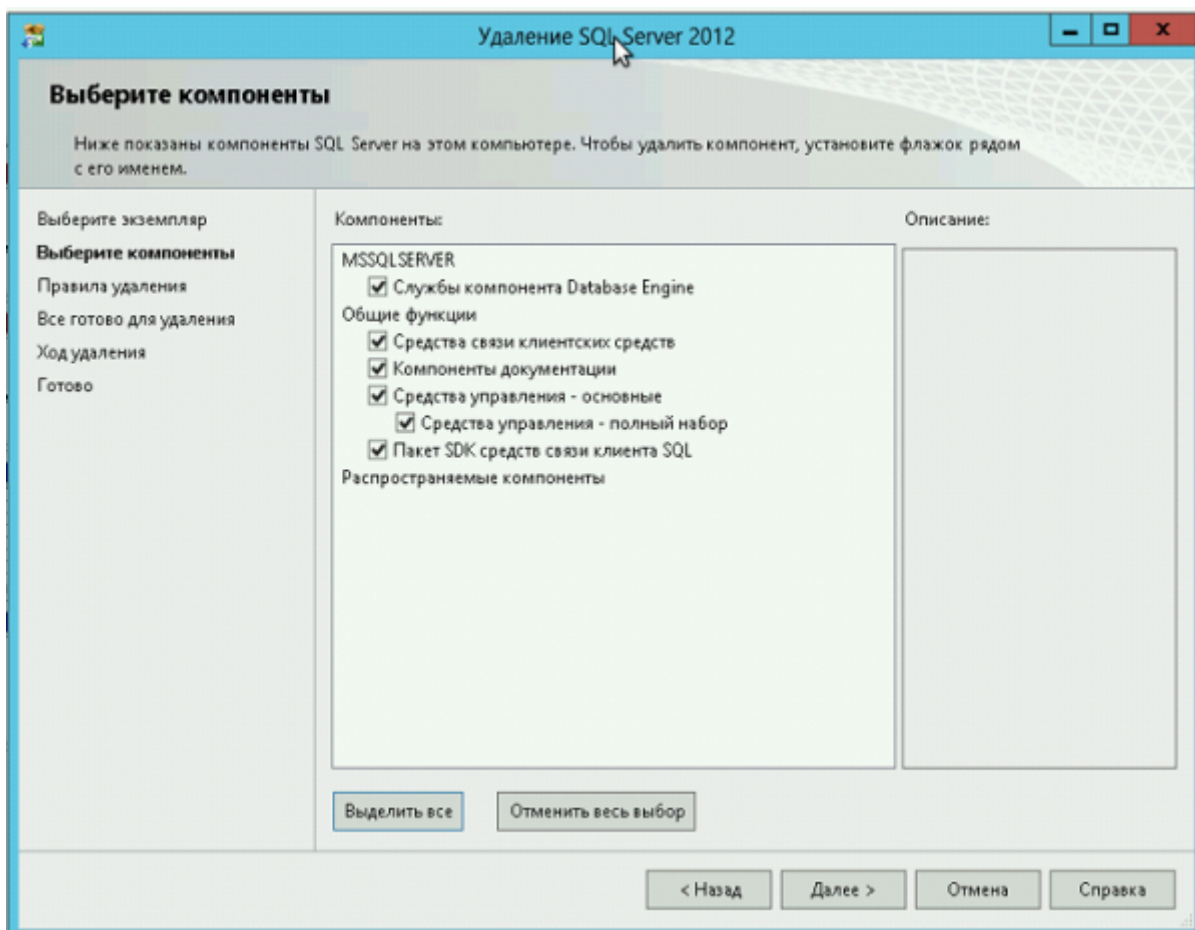 Удаление SQL Server 2012
Выберите компоненты
Ниже показаны компоненты SQL Server на этом компьютере. Чтобы удалить компонент, установите флажок рядом
с его именем.
Выберите экземпляр
Выберите компоненты
Правила удаления
Все готово для удаления
Ход удаления
Готово
Компоненты:
MSSQLSERVER
Службы компонента Database Engine
Общие функции
Средства связи клиентских средств
Компоненты документации
Средства управления - основные
Средства управления - полный набор
Пакет SDK средств связи клиента SQL
Распространяемые компоненты
Описание:
Выделить все
Отменить весь выбор
< Назад
Далее >
Отмена
Справка